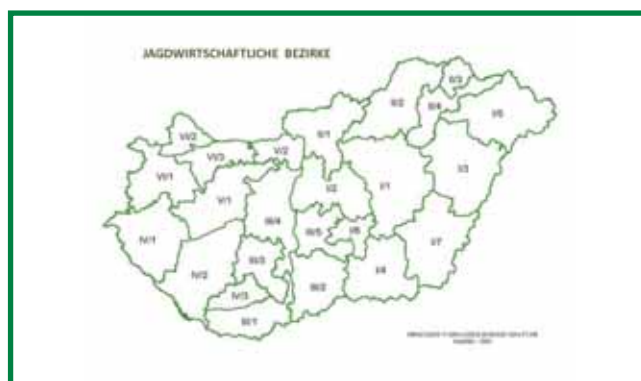 JAGDWIRTSCHAFTLICHE BEZIRKE
II/3
II/2
II/4
I/5
II/1
VI/2
VI/3
V/2
I/3
VI/1
I/2
I/1
V/1
III/4
III/5
I/6
IV/1
I/7
III/3
IV/2
I/4
III/2
IV/3
III/1